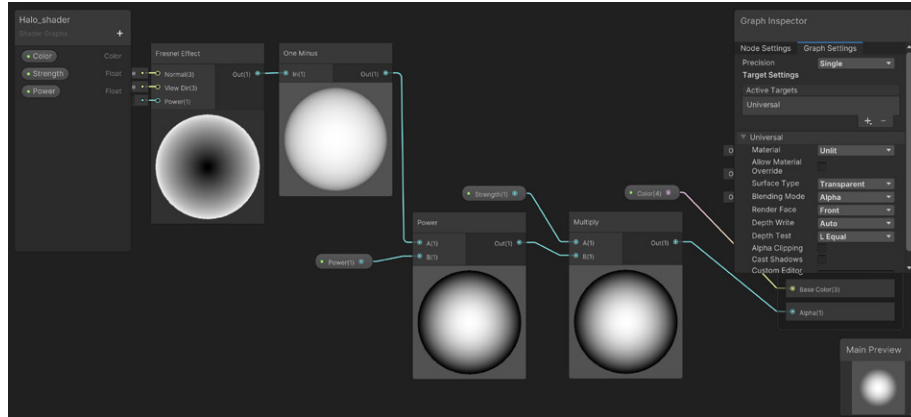 Halo_shader
Shader Graphs
+
Color Color
Strength Float
Power Float
Fresnel Effect
Normal(3) Out(1)
View Dir(3)
Power(1)
One Minus
In(1) Out(1)
Power(1)
Strength(1)
Color(4)
Power
A(1) Out(1)
B(1)
Multiply
A(1) Out(1)
B(1)
Graph Inspector
Node Settings Graph Settings
Precision Single
Target Settings
Active Targets
Universal
+ -
Universal
Material Unlit
Allow Material
Override
Surface Type Transparent
Blending Mode Alpha
Render Face Front
Depth Write Auto
Depth Test L Equal
Alpha Clipping
Cast Shadows
Custom Editor
Base Color(3)
Alpha(1)
Main Preview